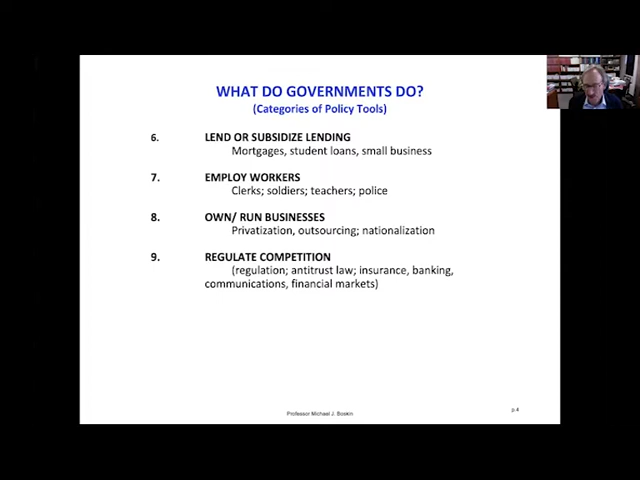 WHAT DO GOVERNMENTS DO?
(Categories of Policy Tools)
6. LEND OR SUBSIDIZE LENDING
Mortgages, student loans, small business
7. EMPLOY WORKERS
Clerks; soldiers; teachers; police
8. OWN/ RUN BUSINESSES
Privatization, outsourcing; nationalization
9. REGULATE COMPETITION
(regulation; antitrust law; insurance, banking,
communications, financial markets)
Professor Michael J. Boskin
p 4